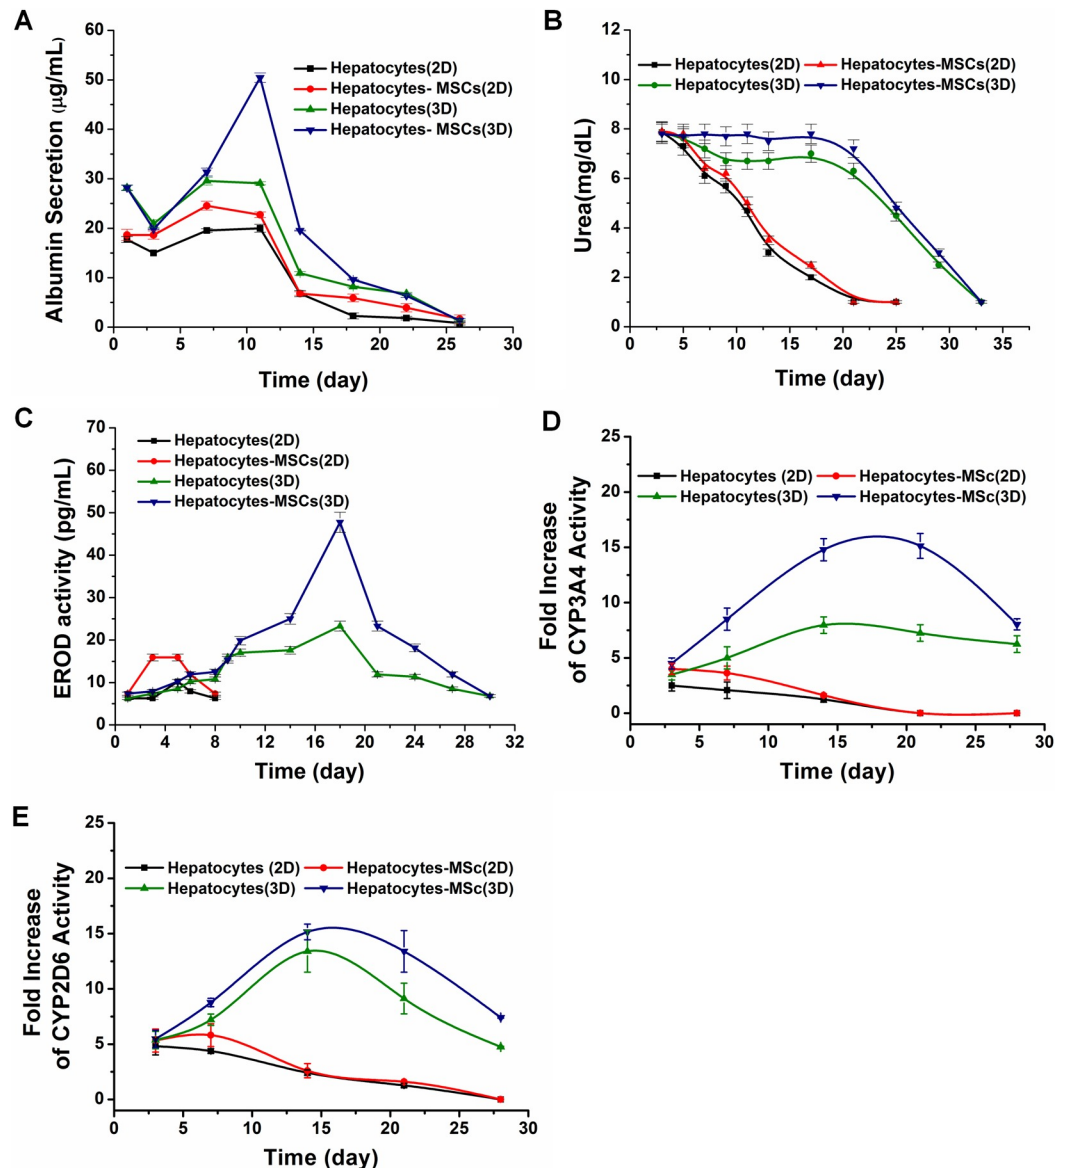 A
60
50
40
30
20
10
0
Albumin Secretion (µg/mL)
Hepatocytes(2D)
Hepatocytes- MSCs(2D)
Hepatocytes(3D)
Hepatocytes- MSCs(3D)
0 5 10 15 20 25 30
Time (day)
B
12
10
8
6
4
2
0
Urea(mg/dL)
Hepatocytes(2D) Hepatocytes-MSCs(2D)
Hepatocytes(3D) Hepatocytes-MSCs(3D)
0 5 10 15 20 25 30 35
Time (day)
C
70
60
50
40
30
20
10
0
EROD activity (pg/mL)
Hepatocytes(2D)
Hepatocytes-MSCs(2D)
Hepatocytes(3D)
Hepatocytes-MSCs(3D)
0 4 8 12 16 20 24 28 32
Time (day)
D
25
20
15
10
5
0
Fold Increase
of CYP3A4 Activity
Hepatocytes (2D) Hepatocytes-MSc(2D)
Hepatocytes(3D) Hepatocytes-MSc(3D)
0 5 10 15 20 25 30
Time (day)
E
25
20
15
10
5
0
Fold Increase
of CYP2D6 Activity
Hepatocytes (2D) Hepatocytes-MSc(2D)
Hepatocytes(3D) Hepatocytes-MSc(3D)
0 5 10 15 20 25 30
Time (day)